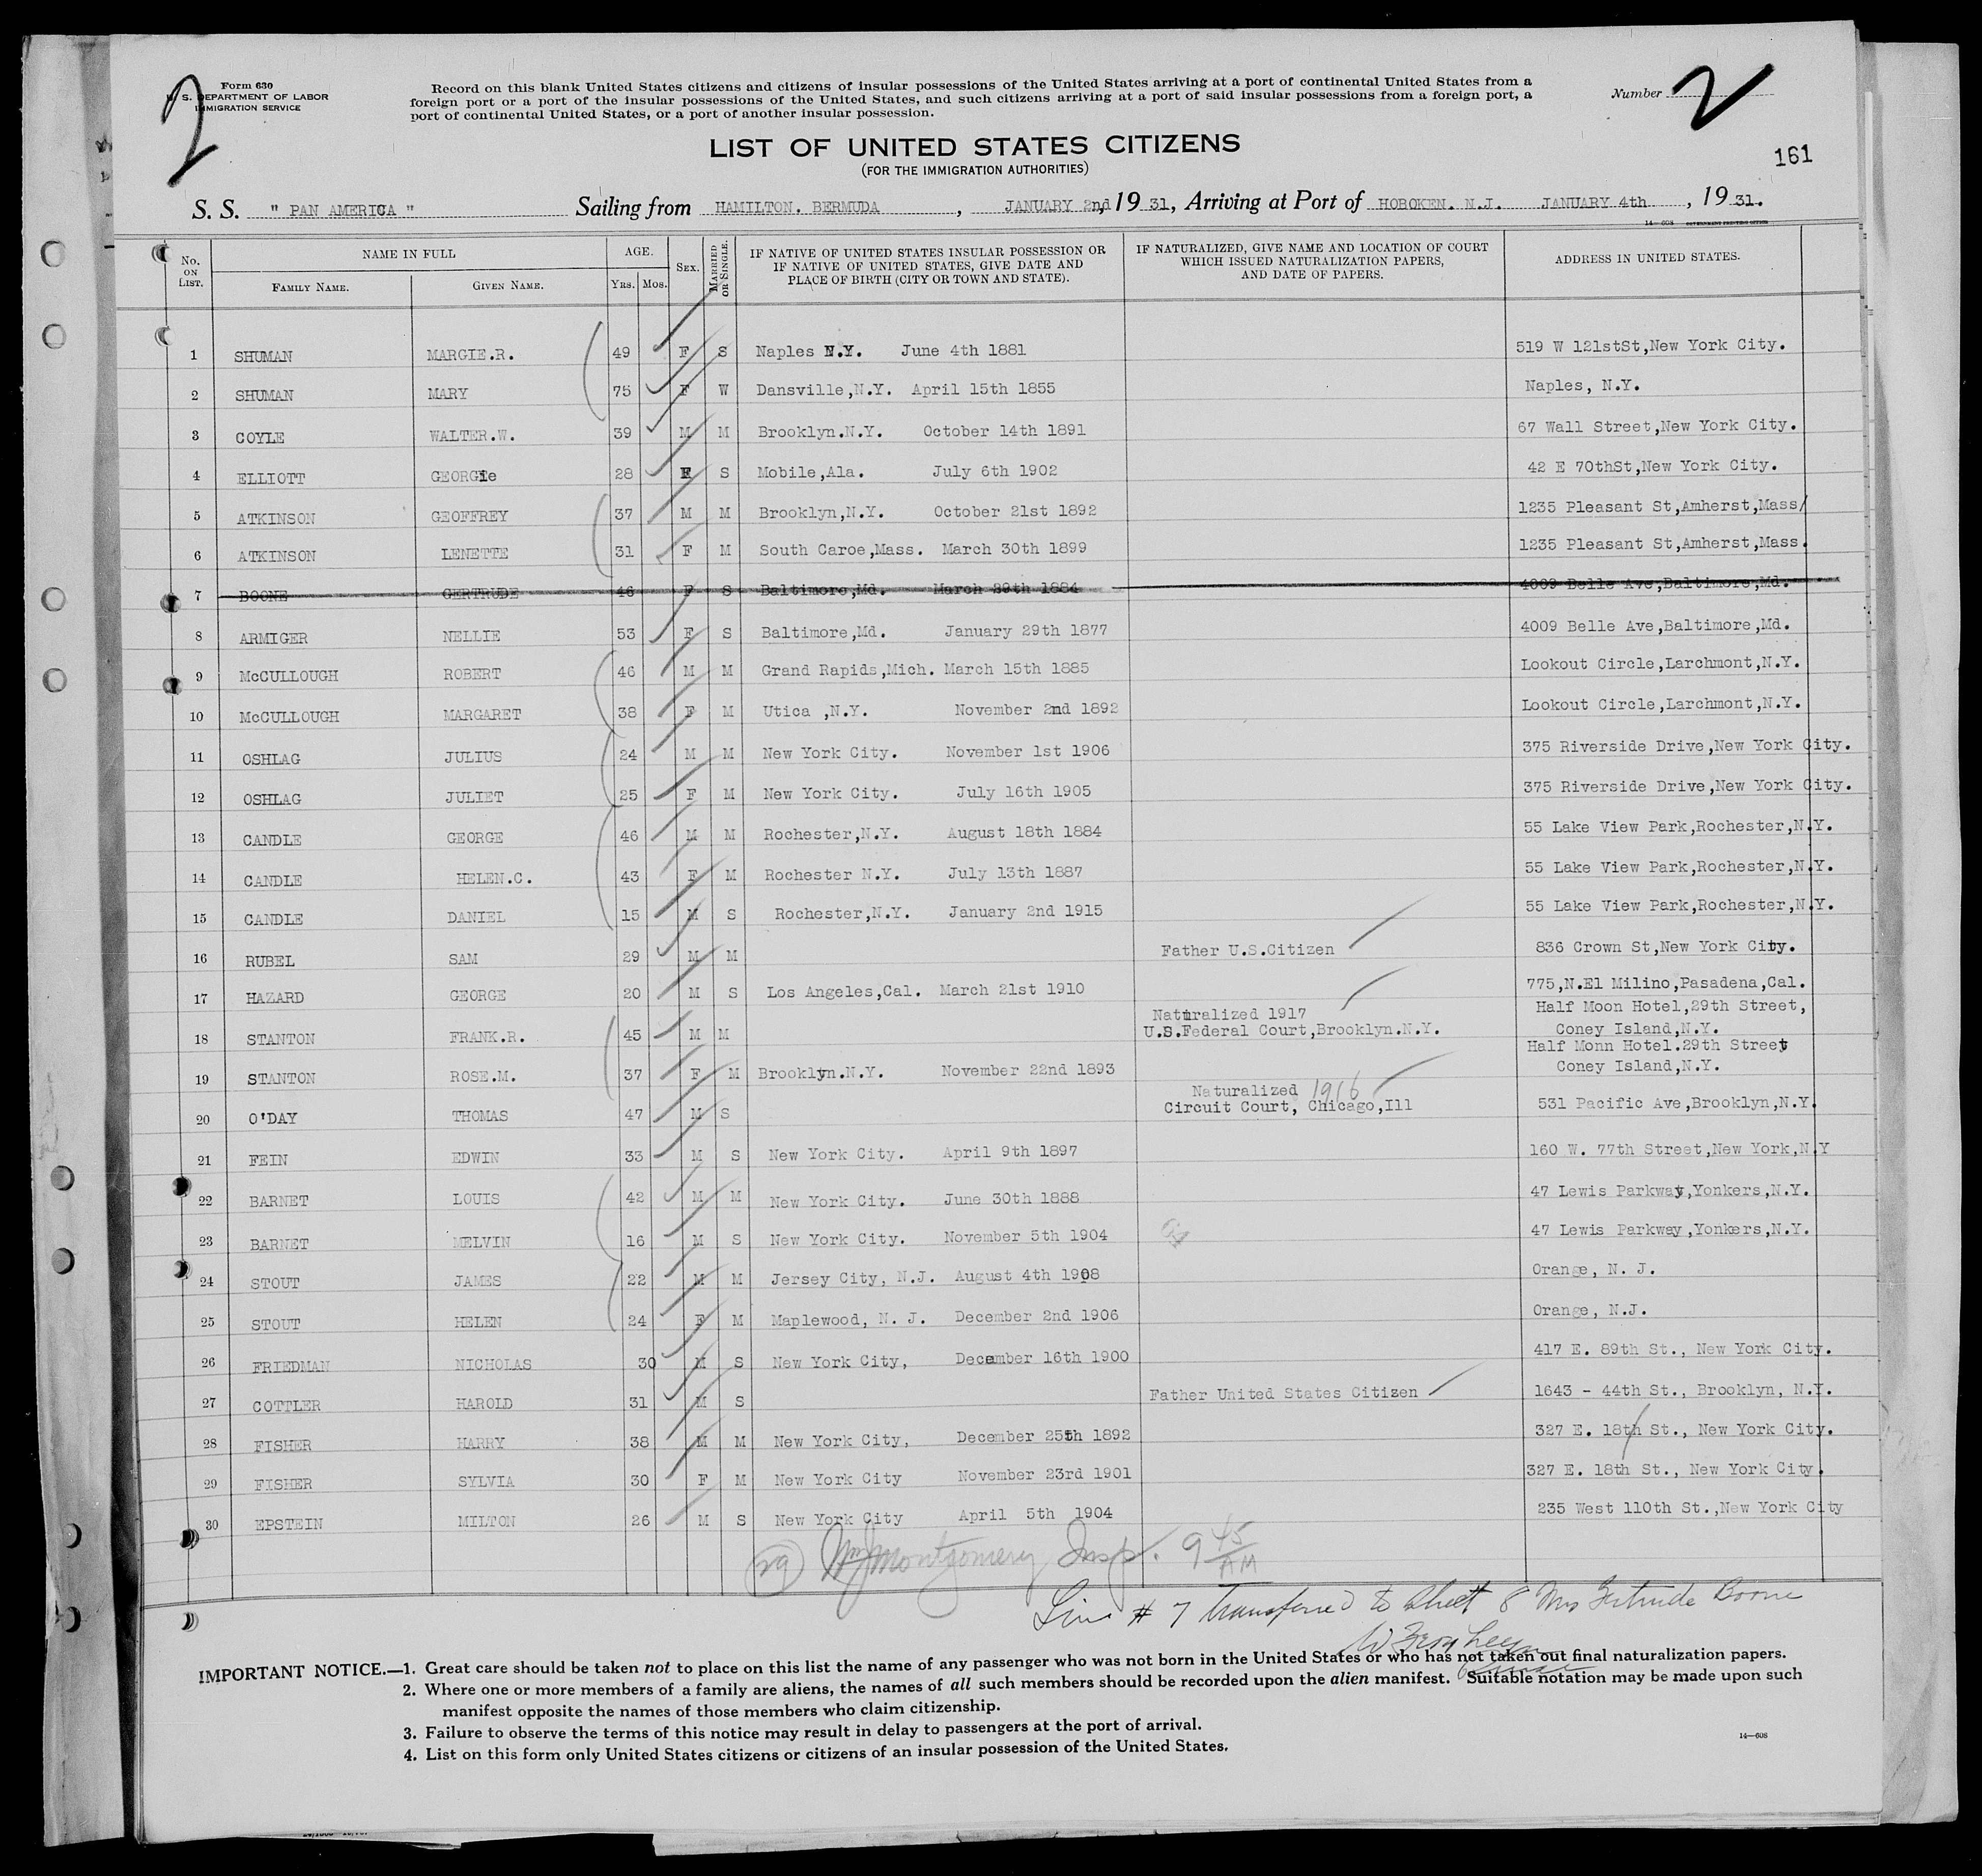 2
Form 630
U. S. DEPARTMENT OF LABOR
IMMIGRATION SERVICE
Record on this blank United States citizens and citizens of insular possessions of the United States arriving at a port of continental United States from a
foreign port or a port of the insular possessions of the United States, and such citizens arriving at a port of said insular possessions from a foreign port, a
port of continental United States, or a port of another insular possession.
Number 2
LIST OF UNITED STATES CITIZENS
(FOR THE IMMIGRATION AUTHORITIES)
161
S. S. " PAN AMERICA " Sailing from HAMILTON. BERMUDA, JANUARY 2nd, 19 31, Arriving at Port of HOBOKEN. N.J. JANUARY 4th, 19 31.
14—608 GOVERNMENT PRINTING OFFICE
No. ON LIST. NAME IN FULL AGE. SEX. MARRIED OR SINGLE. IF NATIVE OF UNITED STATES INSULAR POSSESSION OR IF NATIVE OF UNITED STATES, GIVE DATE AND PLACE OF BIRTH (CITY OR TOWN AND STATE). IF NATURALIZED, GIVE NAME AND LOCATION OF COURT WHICH ISSUED NATURALIZATION PAPERS, AND DATE OF PAPERS. ADDRESS IN UNITED STATES.
FAMILY NAME. GIVEN NAME. YRS. MOS.
1 SHUMAN MARGIE.R. 49 F S Naples N.Y. June 4th 1881 519 W 121stSt,New York City.
2 SHUMAN MARY 75 F W Dansville,N.Y. April 15th 1855 Naples, N.Y.
3 COYLE WALTER.W. 39 M M Brooklyn.N.Y. October 14th 1891 67 Wall Street,New York City.
4 ELLIOTT GEORGIe 28 F S Mobile,Ala. July 6th 1902 42 E 70thSt,New York City.
5 ATKINSON GEOFFREY 37 M M Brooklyn,N.Y. October 21st 1892 1235 Pleasant St,Amherst,Mass/
6 ATKINSON LENETTE 31 F M South Caroe,Mass. March 30th 1899 1235 Pleasant St,Amherst,Mass.
7 BOONE GERTRUDE 46 F S Baltimore,Md. March 29th 1884 4009 Belle Ave,Baltimore,Md.
8 ARMIGER NELLIE 53 F S Baltimore,Md. January 29th 1877 4009 Belle Ave,Baltimore,Md.
9 McCULLOUGH ROBERT 46 M M Grand Rapids,Mich. March 15th 1885 Lookout Circle,Larchmont,N.Y.
10 McCULLOUGH MARGARET 38 F M Utica ,N.Y. November 2nd 1892 Lookout Circle,Larchmont,N.Y.
11 OSHLAG JULIUS 24 M M New York City. November 1st 1906 375 Riverside Drive,New York City.
12 OSHLAG JULIET 25 F M New York City. July 16th 1905 375 Riverside Drive,New York City.
13 CANDLE GEORGE 46 M M Rochester,N.Y. August 18th 1884 55 Lake View Park,Rochester,N.Y.
14 CANDLE HELEN.C. 43 F M Rochester N.Y. July 13th 1887 55 Lake View Park,Rochester,N.Y.
15 CANDLE DANIEL 15 M S Rochester,N.Y. January 2nd 1915 55 Lake View Park,Rochester,N.Y.
16 RUBEL SAM 29 M M Father U.S.Citizen 836 Crown St,New York City.
17 HAZARD GEORGE 20 M S Los Angeles,Cal. March 21st 1910 775,N.El Milino,Pasadena,Cal.
Naturalized 1917 Half Moon Hotel,29th Street,
18 STANTON FRANK.R. 45 M M U.S.Federal Court,Brooklyn.N.Y. Coney Island,N.Y.
Half Monn Hotel.29th Street
19 STANTON ROSE.M. 37 F M Brooklyn.N.Y. November 22nd 1893 Coney Island,N.Y.
Naturalized 1916
20 O'DAY THOMAS 47 M S Circuit Court, Chicago,Ill 531 Pacific Ave,Brooklyn,N.Y.
21 FEIN EDWIN 33 M S New York City. April 9th 1897 160 W. 77th Street,New York,N.Y
22 BARNET LOUIS 42 M M New York City. June 30th 1888 47 Lewis Parkway,Yonkers,N.Y.
23 BARNET MELVIN 16 M S New York City. November 5th 1904 47 Lewis Parkway,Yonkers,N.Y.
24 STOUT JAMES 22 M M Jersey City, N.J. August 4th 1908 Orange, N. J.
25 STOUT HELEN 24 F M Maplewood, N. J. December 2nd 1906 Orange, N.J.
26 FRIEDMAN NICHOLAS 30 M S New York City, December 16th 1900 417 E. 89th St., New York City.
27 COTTLER HAROLD 31 M S Father United States Citizen 1643 - 44th St., Brooklyn, N.Y.
28 FISHER HARRY 38 M M New York City, December 25th 1892 327 E. 18th St., New York City.
29 FISHER SYLVIA 30 F M New York City November 23rd 1901 327 E. 18th St., New York City.
30 EPSTEIN MILTON 26 M S New York City April 5th 1904 235 West 110th St.,New York City
29 Wm J Montgomery Insp. 9 45 AM
Line # 7 transferred to sheet 8 Mrs Gertrude Boone
IMPORTANT NOTICE.—1. Great care should be taken not to place on this list the name of any passenger who was not born in the United States or who has not taken out final naturalization papers.
2. Where one or more members of a family are aliens, the names of all such members should be recorded upon the alien manifest. Suitable notation may be made upon such
manifest opposite the names of those members who claim citizenship.
3. Failure to observe the terms of this notice may result in delay to passengers at the port of arrival.
4. List on this form only United States citizens or citizens of an insular possession of the United States.
14—608